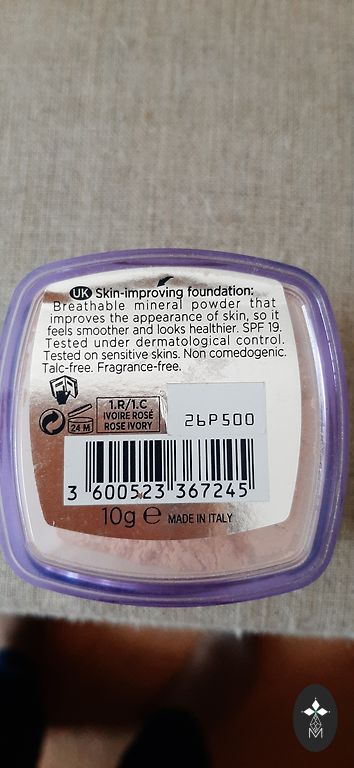 UK Skin-improving foundation:
Breathable mineral powder that
improves the appearance of skin, so it
feels smoother and looks healthier. SPF 19.
Tested under dermatological control.
Tested on sensitive skins. Non comedogenic.
Talc-free. Fragrance-free.
24 M
1.R/1.C
IVOIRE ROSÉ
ROSE IVORY
26P500
3 600523 367245
10g e MADE IN ITALY
M